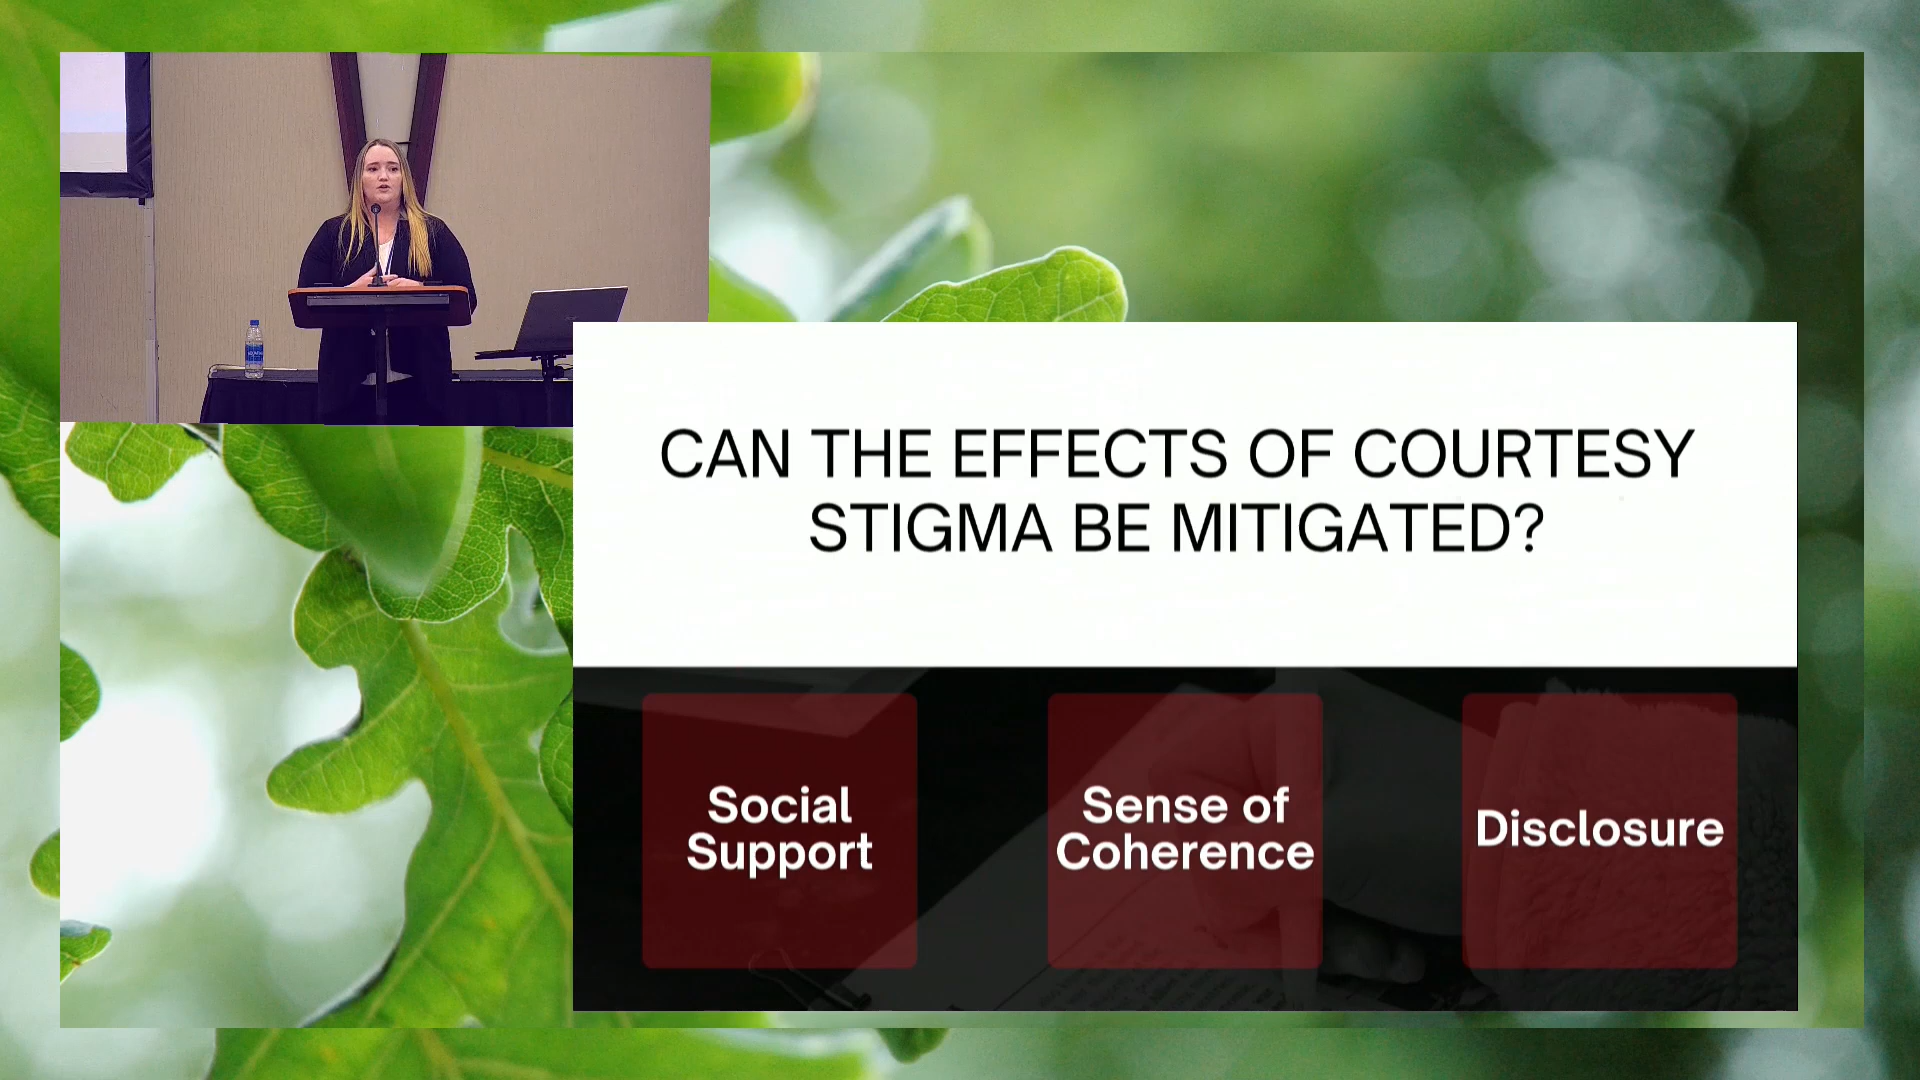 CAN THE EFFECTS OF COURTESY
STIGMA BE MITIGATED?
Social
Support
Sense of
Coherence
Disclosure